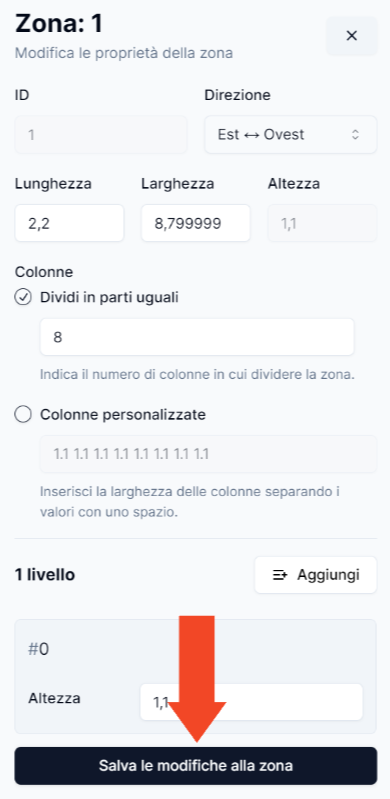 Zona: 1
Modifica le proprietà della zona
ID
Direzione
1
Est ↔ Ovest
Lunghezza
Larghezza
Altezza
2,2
8,799999
1,1
Colonne
Dividi in parti uguali
8
Indica il numero di colonne in cui dividere la zona.
Colonne personalizzate
1.1 1.1 1.1 1.1 1.1 1.1 1.1 1.1
Inserisci la larghezza delle colonne separando i
valori con uno spazio.
1 livello
Aggiungi
#0
Altezza
1,1
Salva le modifiche alla zona